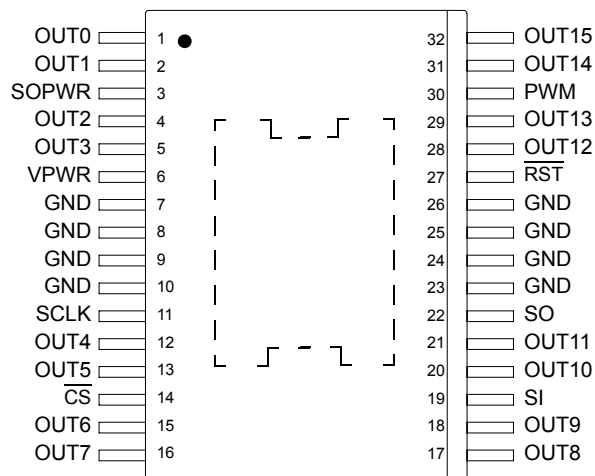 OUT0 1 32 OUT15
OUT1 2 31 OUT14
SOPWR 3 30 PWM
OUT2 4 29 OUT13
OUT3 5 28 OUT12
VPWR 6 27 R̅S̅T̅
GND 7 26 GND
GND 8 25 GND
GND 9 24 GND
GND 10 23 GND
SCLK 11 22 SO
OUT4 12 21 OUT11
OUT5 13 20 OUT10
C̅S̅ 14 19 SI
OUT6 15 18 OUT9
OUT7 16 17 OUT8